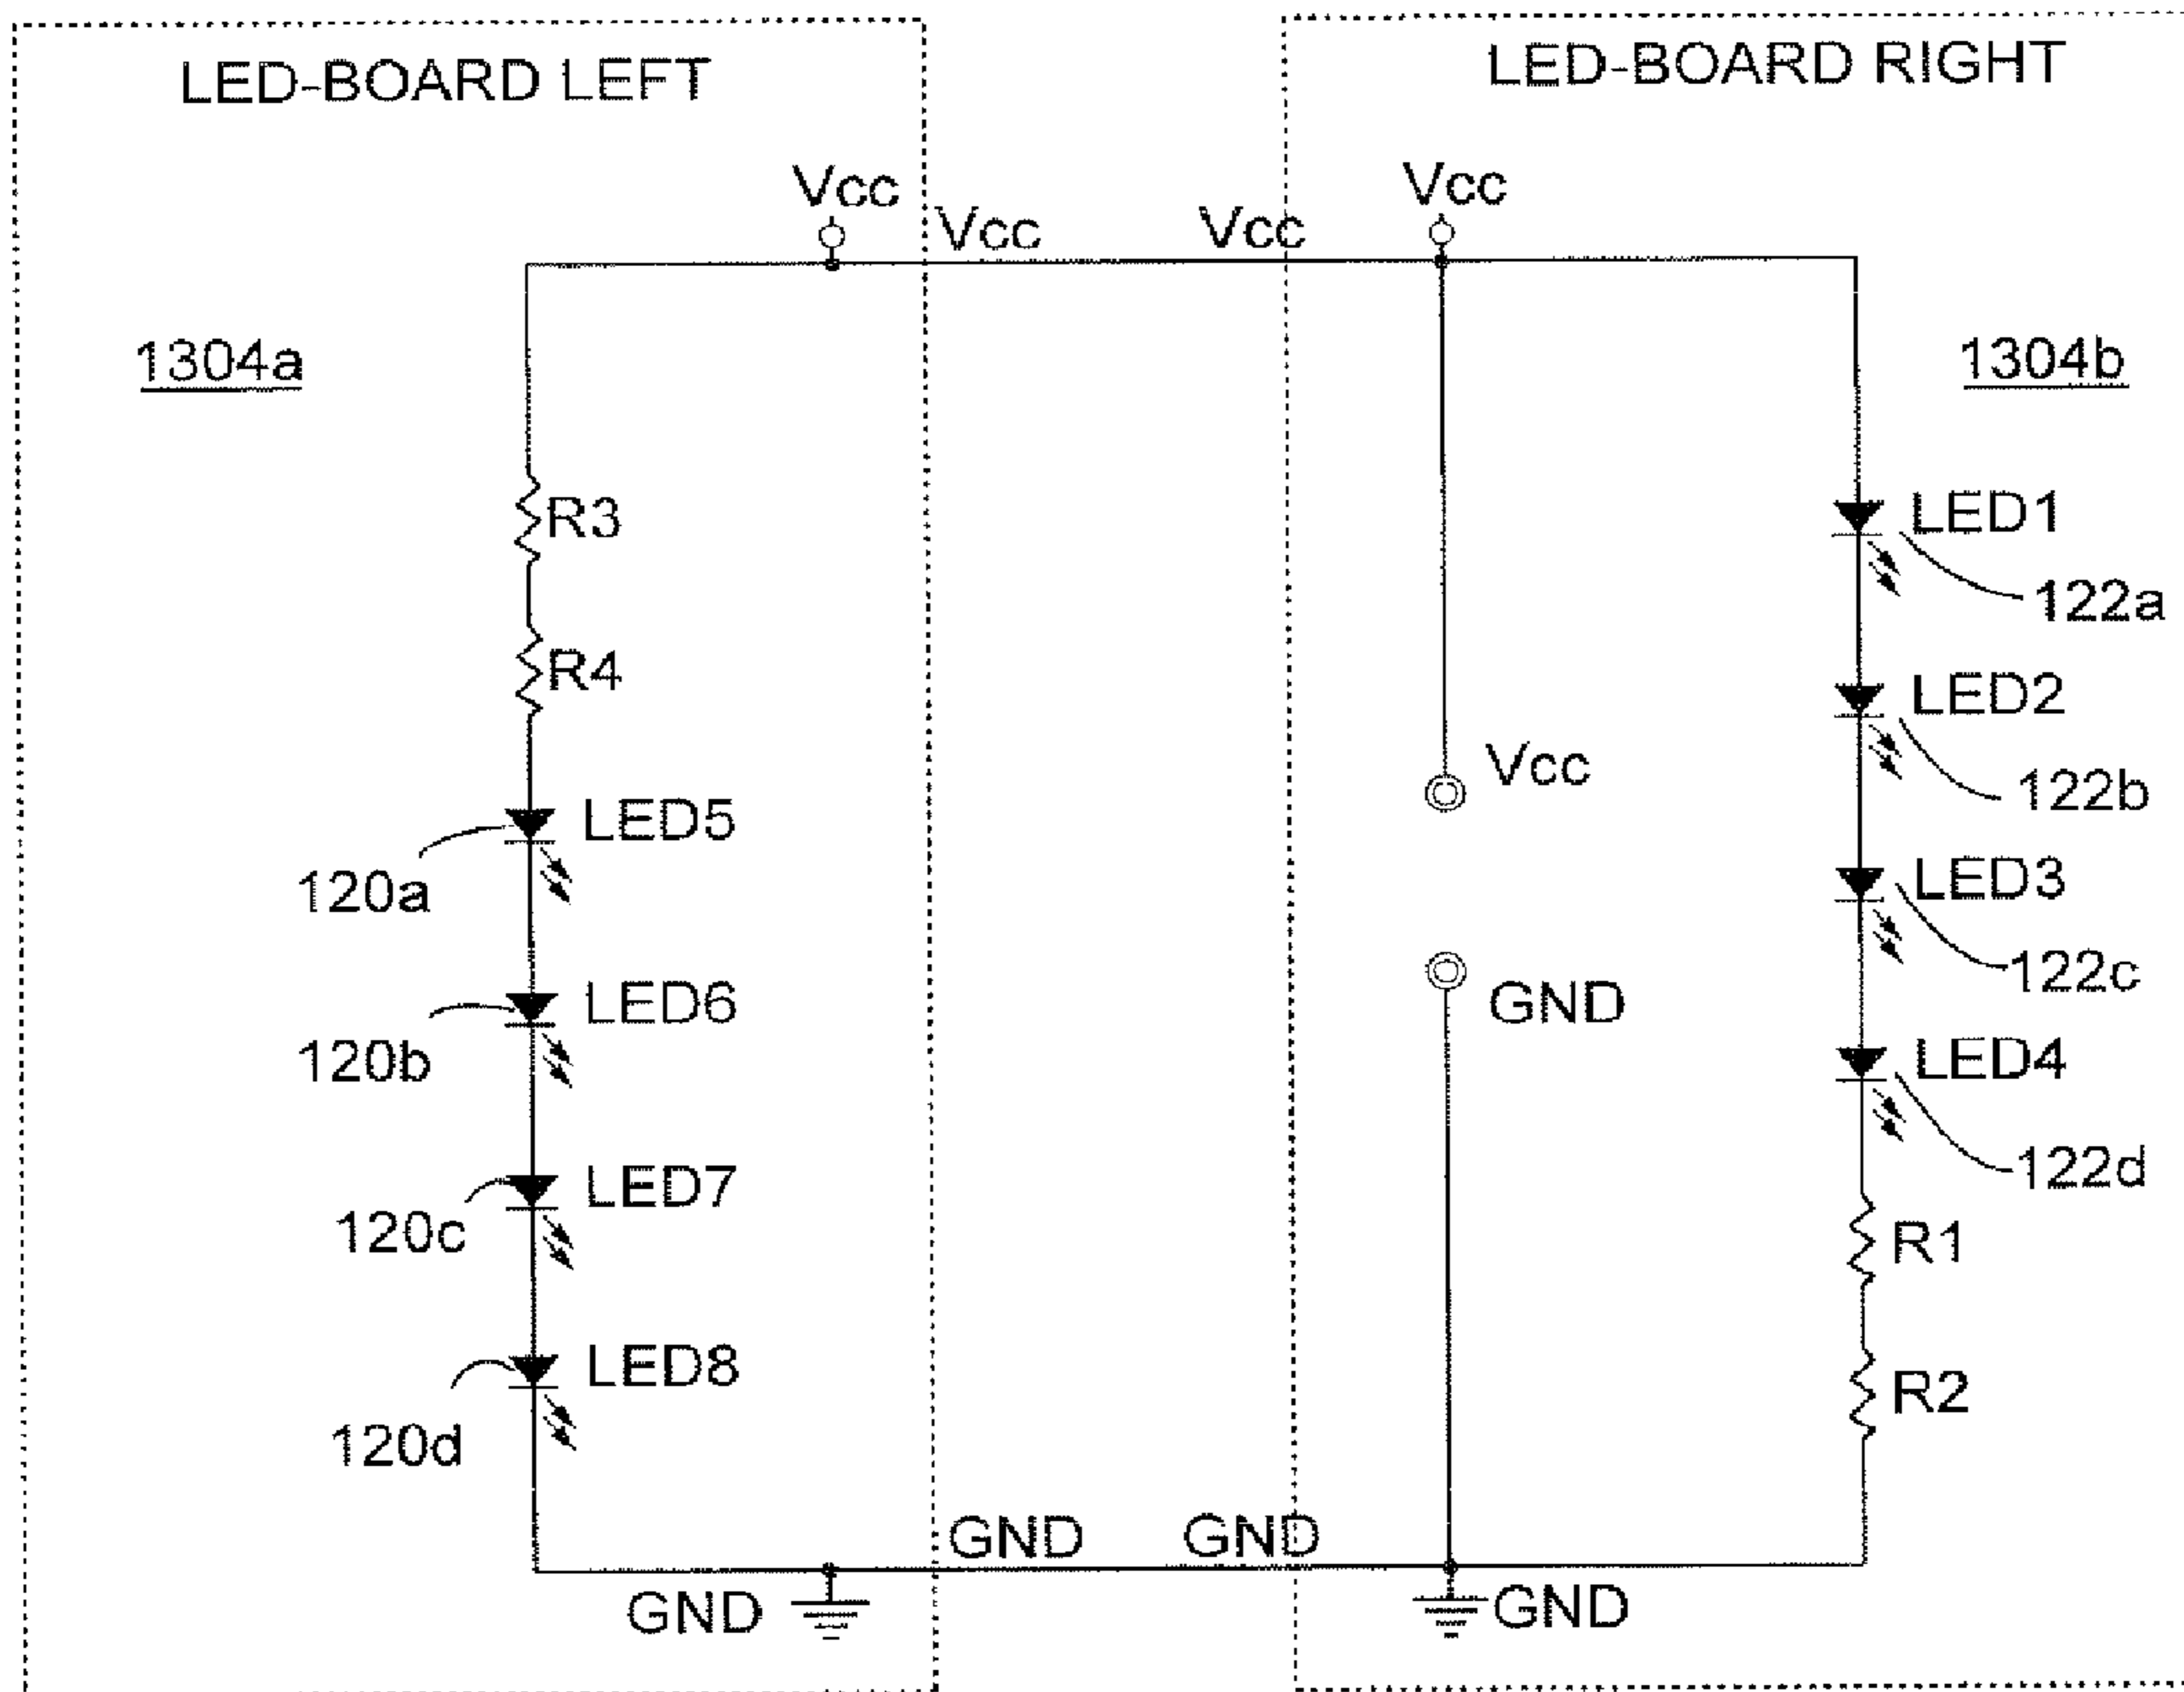 LED-BOARD LEFT
LED-BOARD RIGHT
Vcc
Vcc
Vcc
Vcc
1304a
1304b
R3
LED1
122a
R4
LED2
Vcc
122b
LED5
120a
LED3
122c
LED6
GND
120b
LED4
122d
LED7
120c
R1
LED8
R2
120d
GND
GND
GND
GND